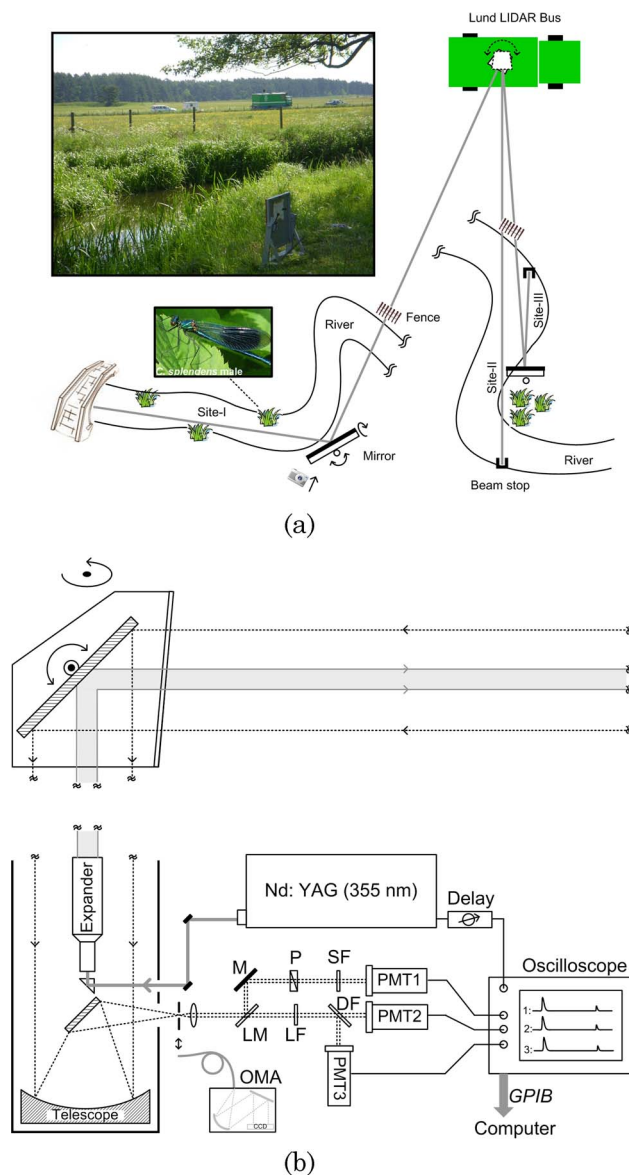 Lund LIDAR Bus
C. splendens male
River
Fence
Site-I
Mirror
Site-II
Site-III
River
Beam stop
(a)
Expander
Nd: YAG (355 nm)
Delay
Oscilloscope
M
P
SF
PMT1
1:
LM
LF
DF
PMT2
2:
PMT3
3:
OMA
CCD
Telescope
GPIB
Computer
(b)